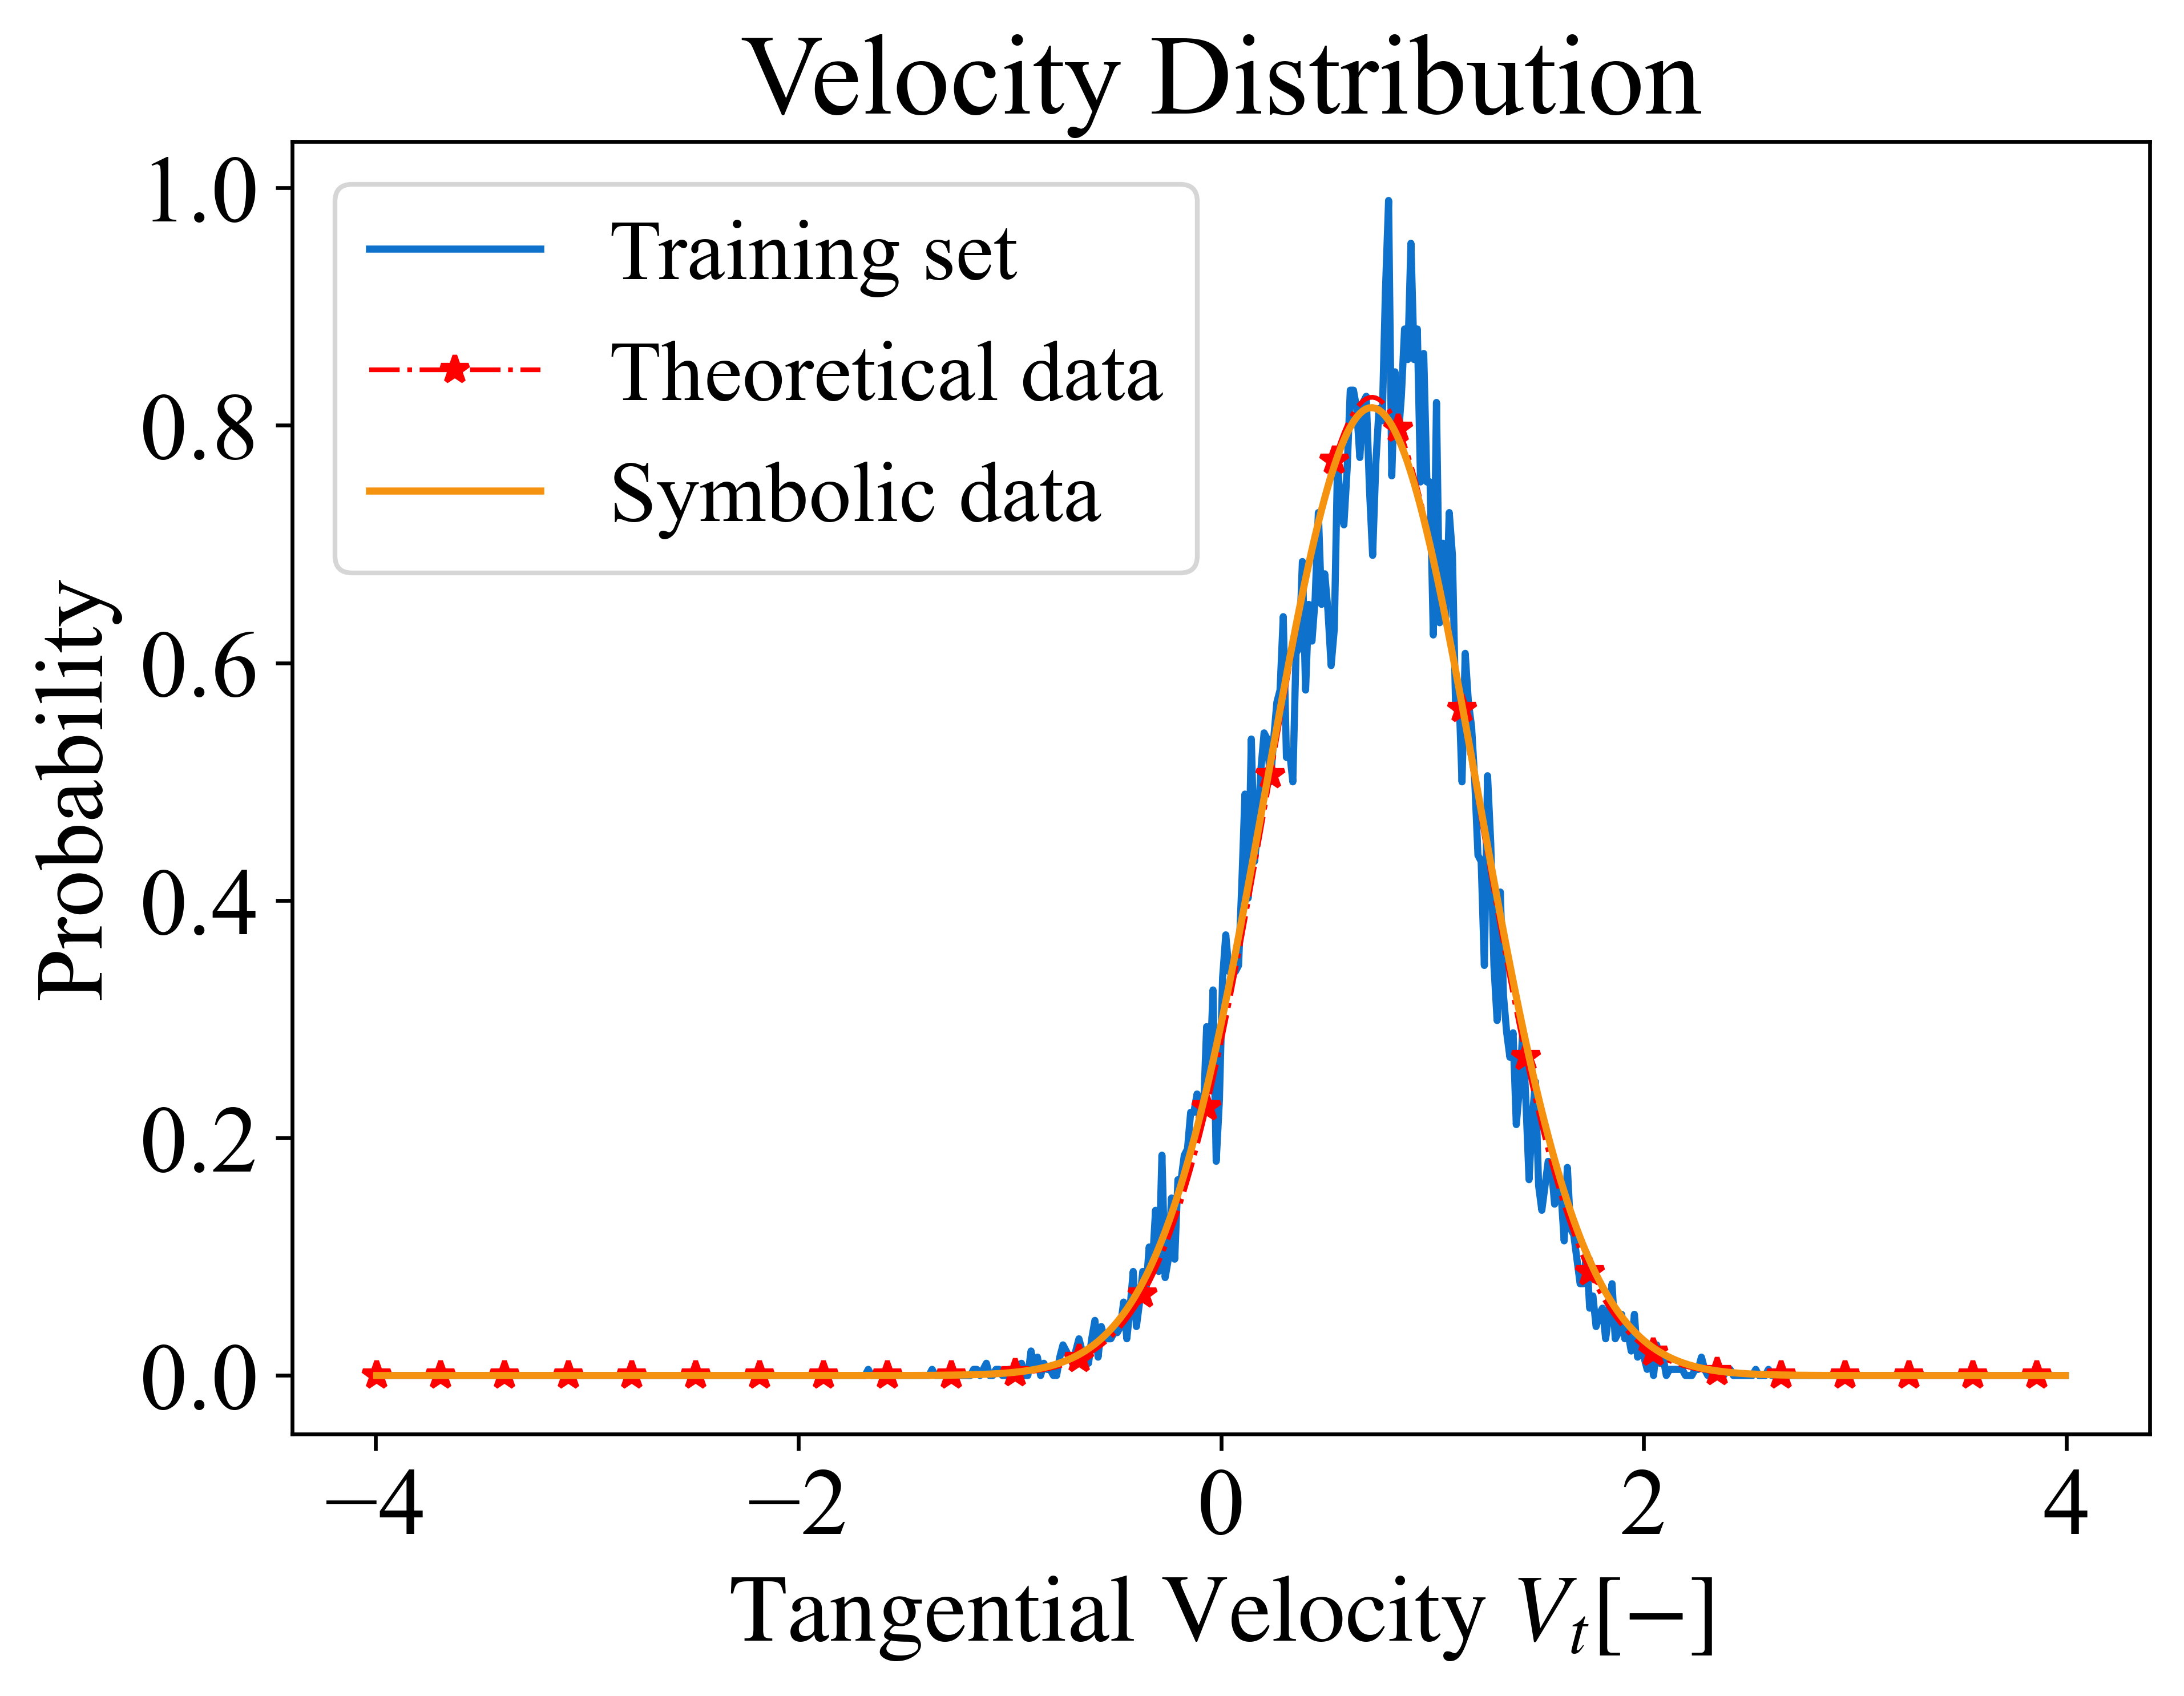 Velocity Distribution
1.0
0.8
0.6
0.4
0.2
0.0
Probability
Training set
Theoretical data
Symbolic data
−4 −2 0 2 4
Tangential Velocity Vt[−]